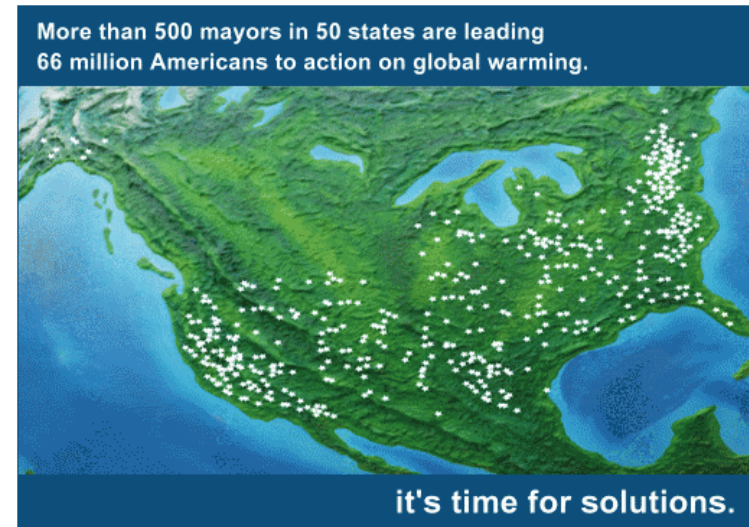 More than 500 mayors in 50 states are leading
66 million Americans to action on global warming.
it's time for solutions.